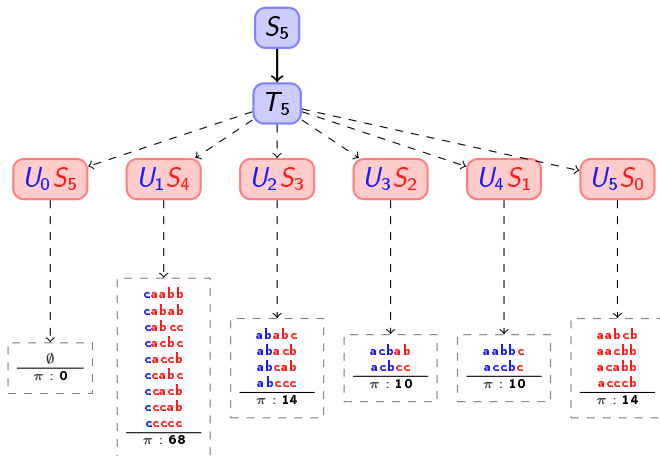 S₅
T₅
U₀S₅
U₁S₄
U₂S₃
U₃S₂
U₄S₁
U₅S₀
∅
π : 0
caabb
cabab
cabcc
cacbc
caccb
ccabc
ccacb
cccab
ccccc
π : 68
ababc
abacb
abcab
abccc
π : 14
acbab
acbcc
π : 10
aabbc
accbc
π : 10
aabcb
aacbb
acabb
acccb
π : 14